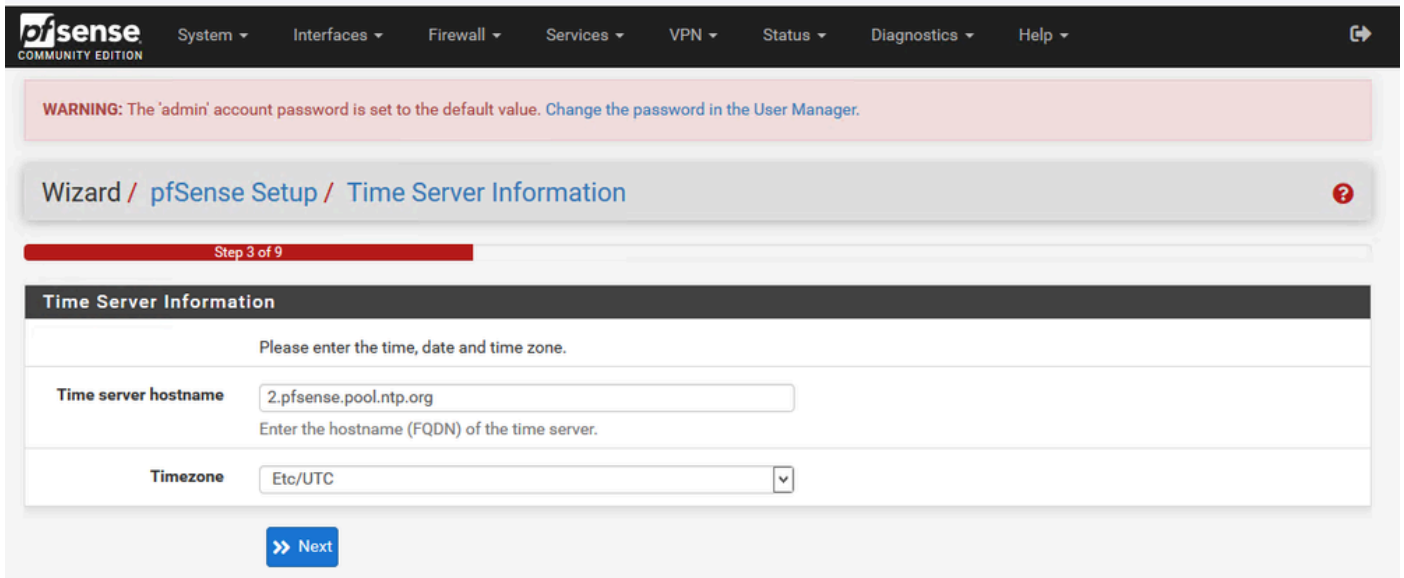 pfsense
COMMUNITY EDITION
System Interfaces Firewall Services VPN Status Diagnostics Help
WARNING: The 'admin' account password is set to the default value. Change the password in the User Manager.
Wizard / pfSense Setup / Time Server Information
Step 3 of 9
Time Server Information
Please enter the time, date and time zone.
Time server hostname 2.pfsense.pool.ntp.org
Enter the hostname (FQDN) of the time server.
Timezone Etc/UTC
Next